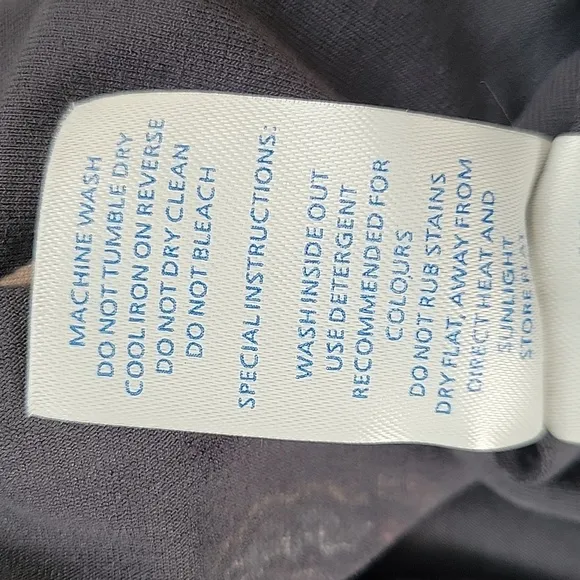 MACHINE WASH
DO NOT TUMBLE DRY
COOL IRON ON REVERSE
DO NOT DRY CLEAN
DO NOT BLEACH
SPECIAL INSTRUCTIONS:
WASH INSIDE OUT
USE DETERGENT
RECOMMENDED FOR
COLOURS
DO NOT RUB STAINS
DRY FLAT, AWAY FROM
DIRECT HEAT AND
SUNLIGHT
STORE FLAT